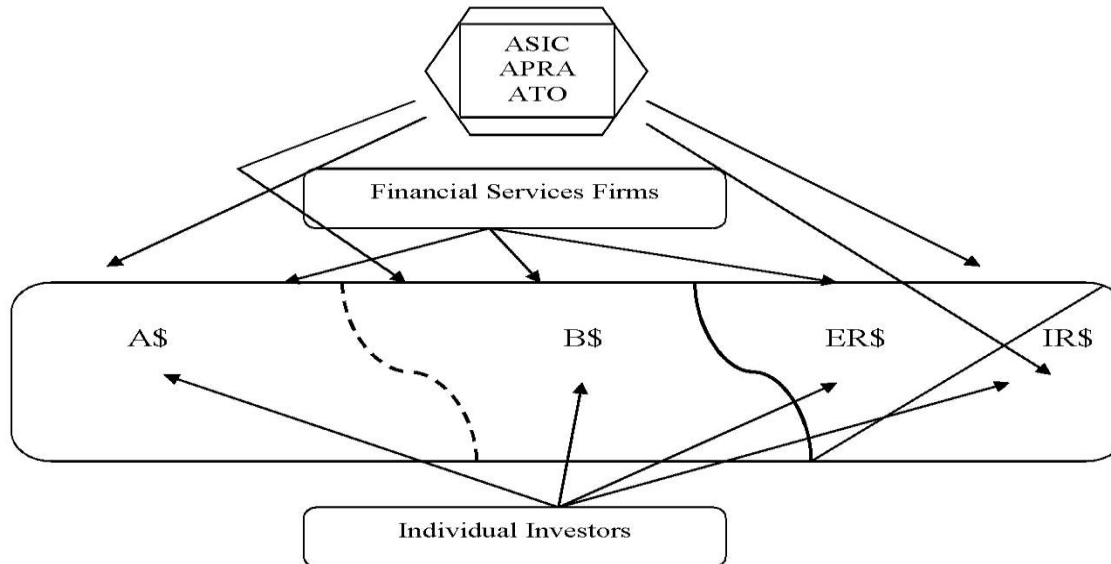 ASIC
APRA
ATO
Financial Services Firms
A$ B$ ER$ IR$
Individual Investors